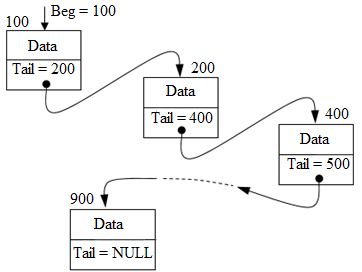 Beg = 100
100
Data
Tail = 200
200
Data
Tail = 400
400
Data
Tail = 500
900
Data
Tail = NULL